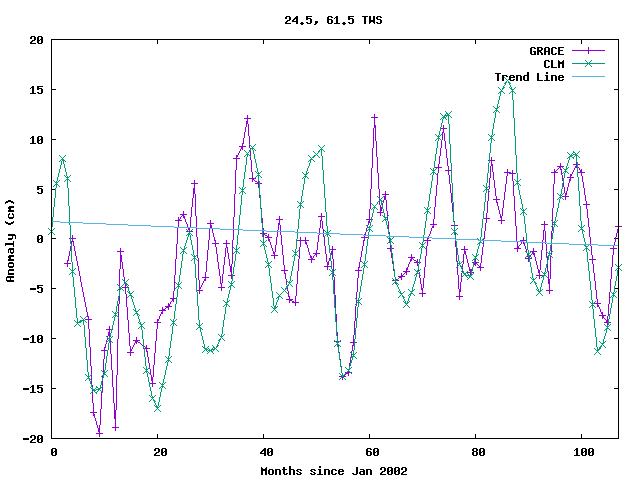 24.5, 61.5 TWS
GRACE
CLM
Trend Line
20
15
10
5
0
-5
-10
-15
-20
Anomaly (cm)
0 20 40 60 80 100
Months since Jan 2002